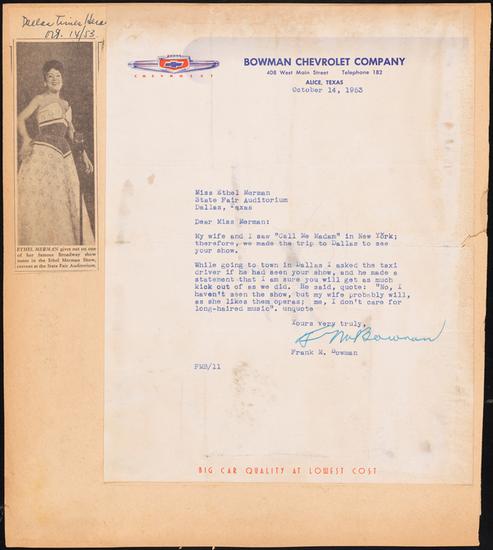 Dallas Times Herald
Oct. 14/53.
ETHEL MERMAN gives out on one
of her famous Broadway show
tunes in the Ethel Merman Show,
current at the State Fair Auditorium.
CHEVROLET
BOWMAN CHEVROLET COMPANY
408 West Main Street Telephone 182
ALICE, TEXAS
October 14, 1953
Miss Ethel Merman
State Fair Auditorium
Dallas, Texas
Dear Miss Merman:
My wife and I saw "Call Me Madam" in New York;
therefore, we made the trip to Dallas to see
your show.
While going to town in Dallas I asked the taxi
driver if he had seen your show, and he made a
statement that I am sure you will get as much
kick out of as we did. He said, quote: "No, I
haven't seen the show, but my wife probably will,
as she likes them operas; me, I don't care for
long-haired music". unquote
Yours very truly,
F M Bowman
Frank M. Bowman
FMB/11
BIG CAR QUALITY AT LOWEST COST